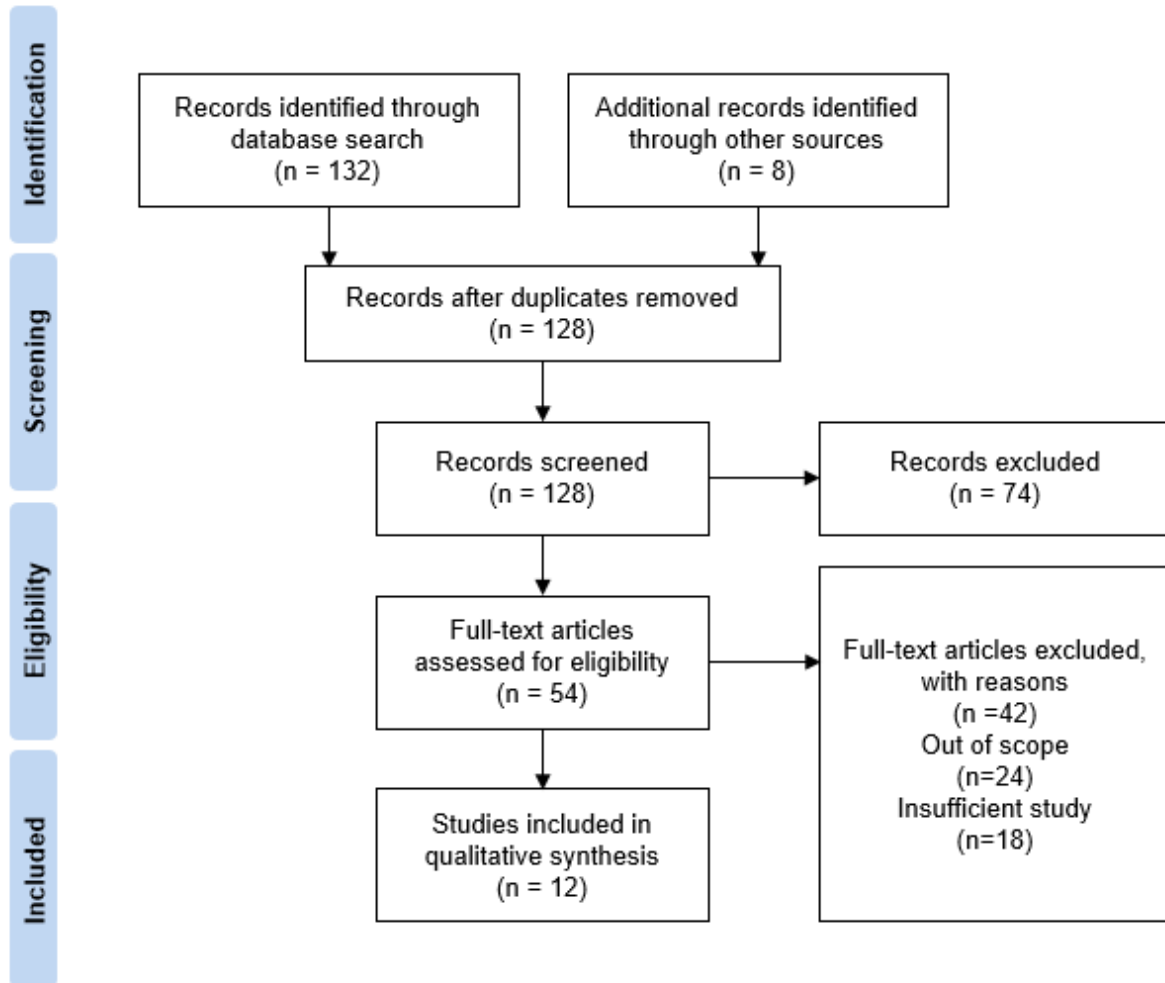 Identification
Records identified through
database search
(n = 132)
Additional records identified
through other sources
(n = 8)
Screening
Records after duplicates removed
(n = 128)
Records screened
(n = 128)
Records excluded
(n = 74)
Eligibility
Full-text articles
assessed for eligibility
(n = 54)
Full-text articles excluded,
with reasons
(n =42)
Out of scope
(n=24)
Insufficient study
(n=18)
Included
Studies included in
qualitative synthesis
(n = 12)